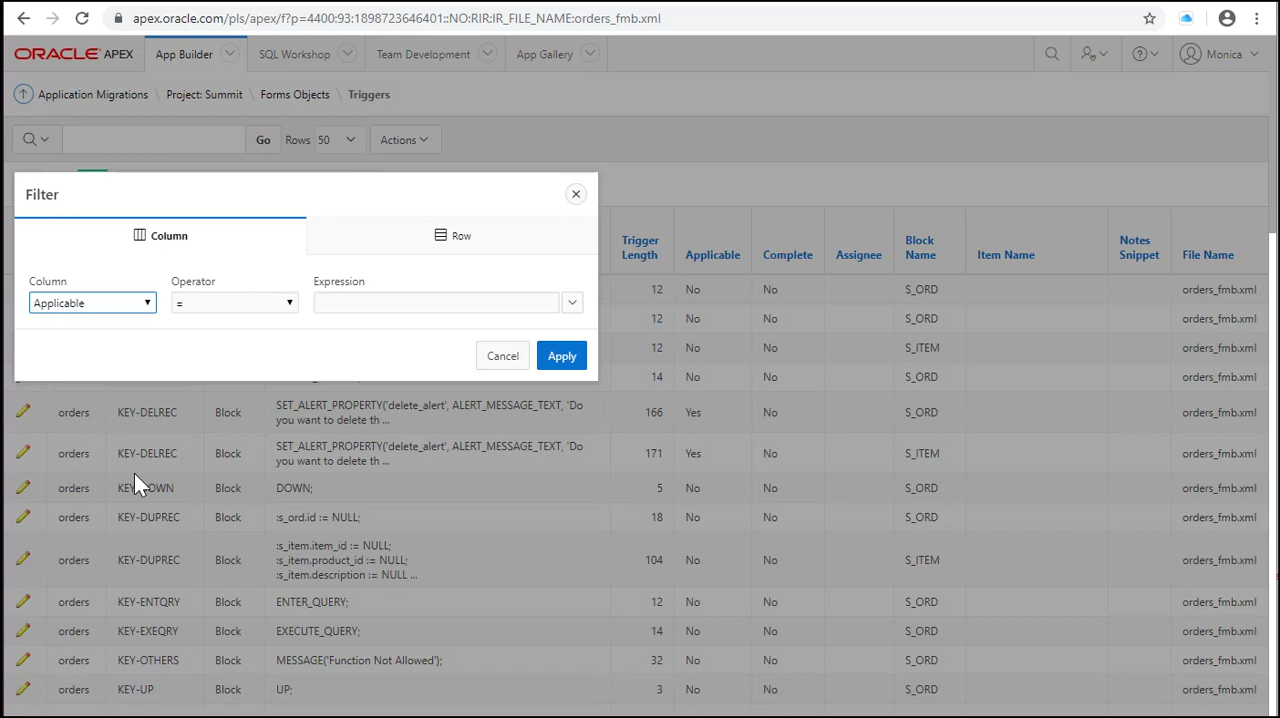 apex.oracle.com/pls/apex/f?p=4400:93:1898723646401::NO:RIR:IR_FILE_NAME:orders_fmb.xml
ORACLE APEX App Builder SQL Workshop Team Development App Gallery Monica
Application Migrations Project: Summit Forms Objects Triggers
Go Rows 50 Actions
Filter
Column Row
Column Operator Expression
Applicable =
Cancel Apply
Trigger Length Applicable Complete Assignee Block Name Item Name Notes Snippet File Name
12 No No S_ORD orders_fmb.xml
12 No No S_ORD orders_fmb.xml
12 No No S_ITEM orders_fmb.xml
14 No No S_ORD orders_fmb.xml
orders KEY-DELREC Block SET_ALERT_PROPERTY('delete_alert', ALERT_MESSAGE_TEXT, 'Do 166 Yes No S_ORD orders_fmb.xml
you want to delete th ...
orders KEY-DELREC Block SET_ALERT_PROPERTY('delete_alert', ALERT_MESSAGE_TEXT, 'Do 171 Yes No S_ITEM orders_fmb.xml
you want to delete th ...
orders Block DOWN; 5 No No S_ORD orders_fmb.xml
orders KEY-DUPREC Block :s_ord.id := NULL; 18 No No S_ORD orders_fmb.xml
:s_item.item_id := NULL;
orders KEY-DUPREC Block :s_item.product_id := NULL; 104 No No S_ITEM orders_fmb.xml
:s_item.description := NULL ...
orders KEY-ENTQRY Block ENTER_QUERY; 12 No No S_ORD orders_fmb.xml
orders KEY-EXEQRY Block EXECUTE_QUERY; 14 No No S_ORD orders_fmb.xml
orders KEY-OTHERS Block MESSAGE('Function Not Allowed'); 32 No No S_ORD orders_fmb.xml
orders KEY-UP Block UP; 3 No No S_ORD orders_fmb.xml